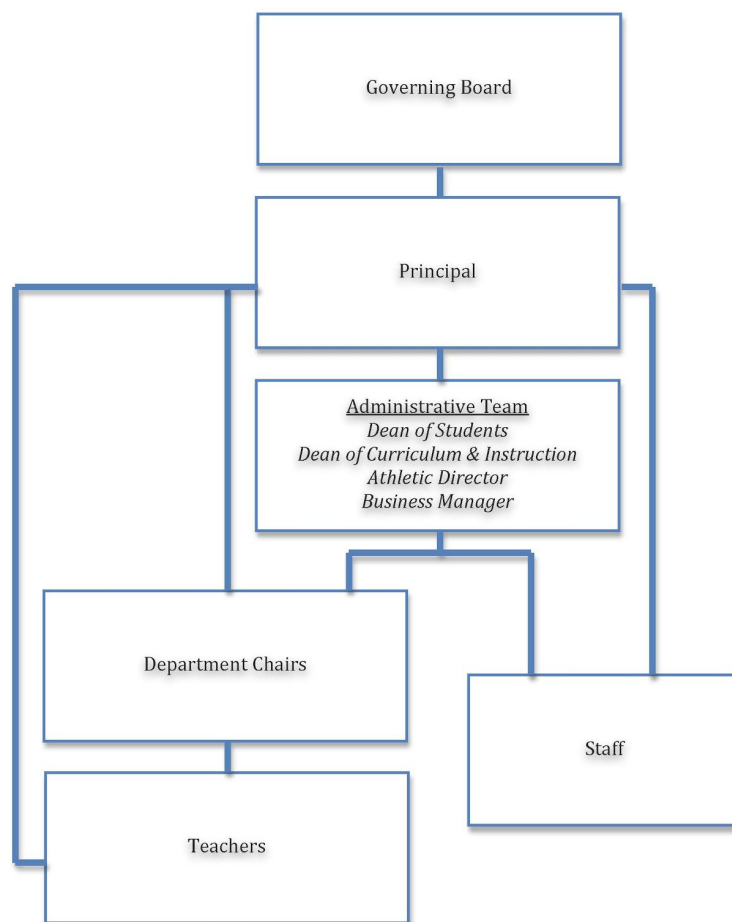 Governing Board
Principal
Administrative Team
Dean of Students
Dean of Curriculum & Instruction
Athletic Director
Business Manager
Department Chairs
Staff
Teachers